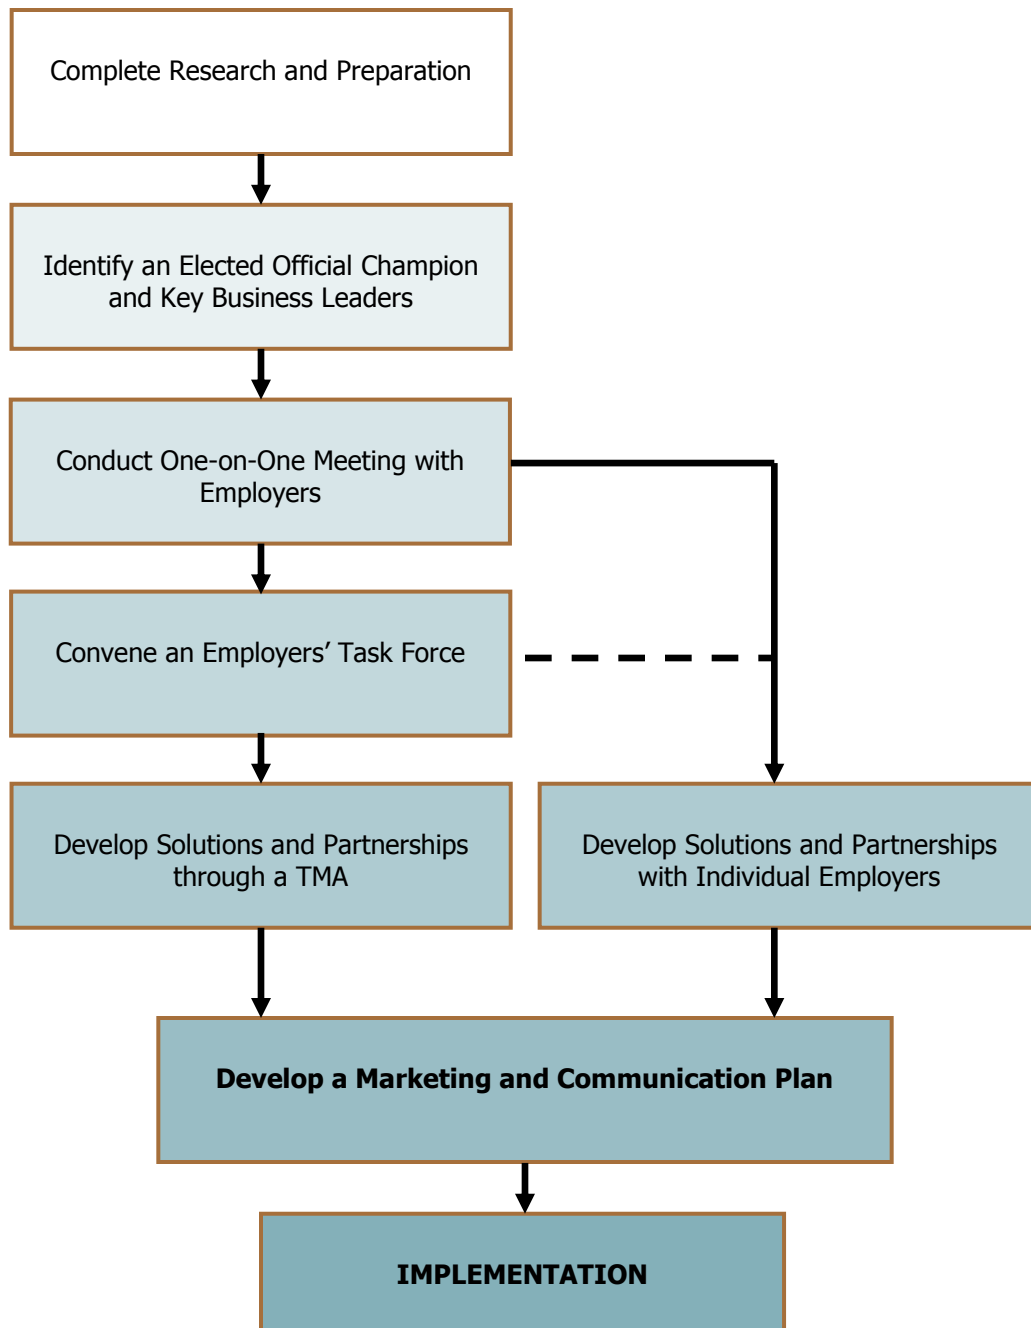 Complete Research and Preparation
Identify an Elected Official Champion
and Key Business Leaders
Conduct One-on-One Meeting with
Employers
Convene an Employers’ Task Force
Develop Solutions and Partnerships
through a TMA
Develop Solutions and Partnerships
with Individual Employers
Develop a Marketing and Communication Plan
IMPLEMENTATION